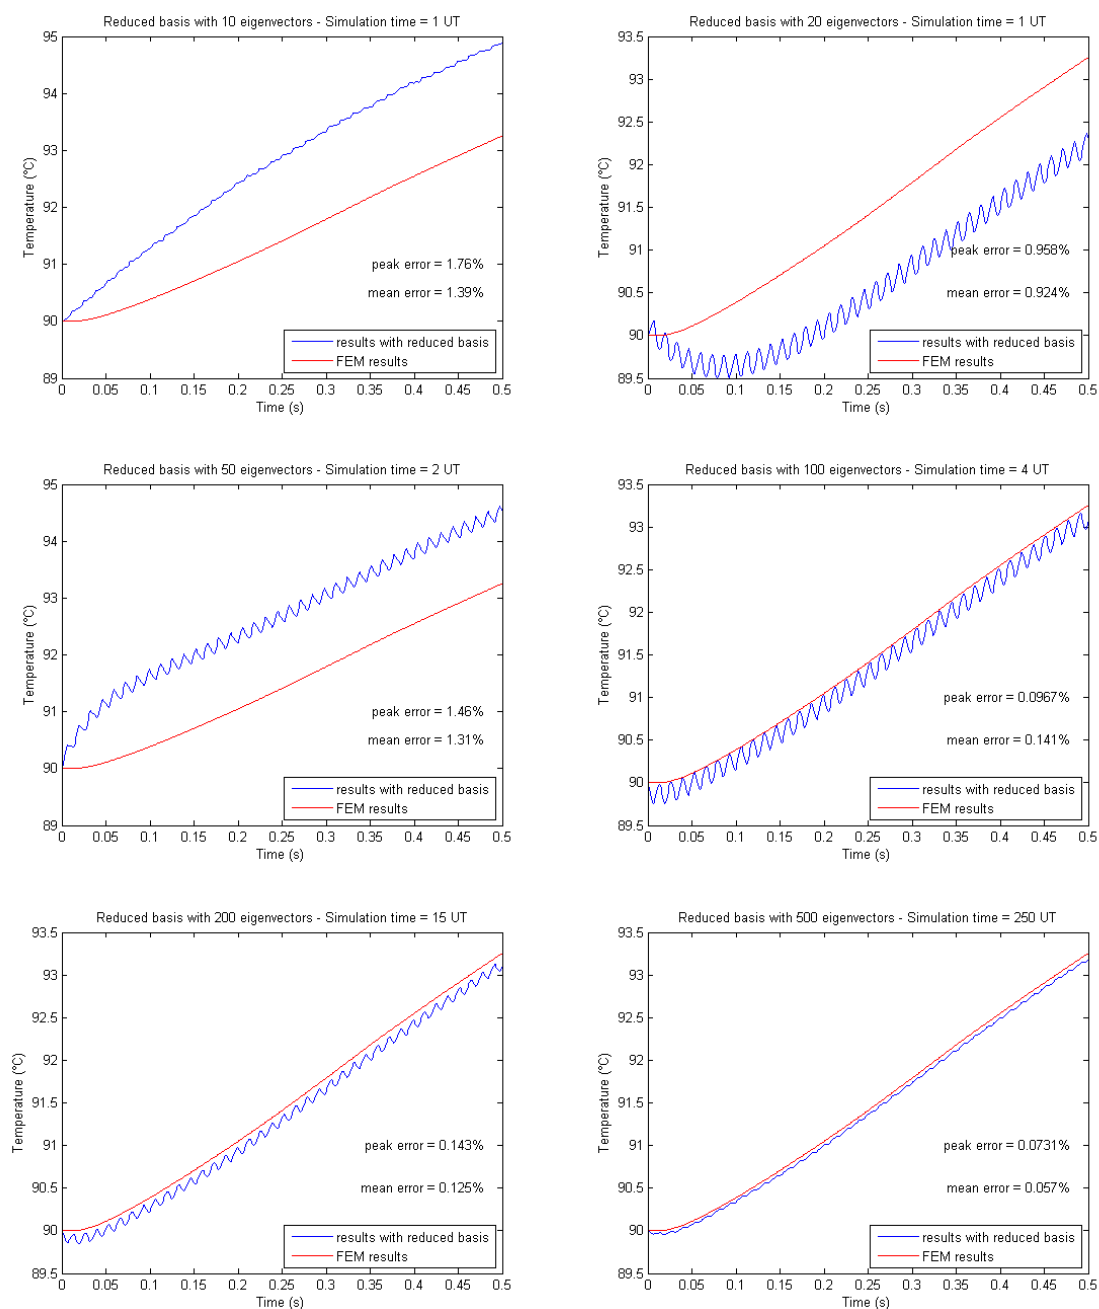 Reduced basis with 10 eigenvectors - Simulation time = 1 UT
95
94
93
92
91
90
89
Temperature (°C)
peak error = 1.76%
mean error = 1.39%
results with reduced basis
FEM results
0 0.05 0.1 0.15 0.2 0.25 0.3 0.35 0.4 0.45 0.5
Time (s)
Reduced basis with 20 eigenvectors - Simulation time = 1 UT
93.5
93
92.5
92
91.5
91
90.5
90
89.5
Temperature (°C)
peak error = 0.958%
mean error = 0.924%
results with reduced basis
FEM results
0 0.05 0.1 0.15 0.2 0.25 0.3 0.35 0.4 0.45 0.5
Time (s)
Reduced basis with 50 eigenvectors - Simulation time = 2 UT
95
94
93
92
91
90
89
Temperature (°C)
peak error = 1.46%
mean error = 1.31%
results with reduced basis
FEM results
0 0.05 0.1 0.15 0.2 0.25 0.3 0.35 0.4 0.45 0.5
Time (s)
Reduced basis with 100 eigenvectors - Simulation time = 4 UT
93.5
93
92.5
92
91.5
91
90.5
90
89.5
Temperature (°C)
peak error = 0.0967%
mean error = 0.141%
results with reduced basis
FEM results
0 0.05 0.1 0.15 0.2 0.25 0.3 0.35 0.4 0.45 0.5
Time (s)
Reduced basis with 200 eigenvectors - Simulation time = 15 UT
93.5
93
92.5
92
91.5
91
90.5
90
89.5
Temperature (°C)
peak error = 0.143%
mean error = 0.125%
results with reduced basis
FEM results
0 0.05 0.1 0.15 0.2 0.25 0.3 0.35 0.4 0.45 0.5
Time (s)
Reduced basis with 500 eigenvectors - Simulation time = 250 UT
93.5
93
92.5
92
91.5
91
90.5
90
89.5
Temperature (°C)
peak error = 0.0731%
mean error = 0.057%
results with reduced basis
FEM results
0 0.05 0.1 0.15 0.2 0.25 0.3 0.35 0.4 0.45 0.5
Time (s)